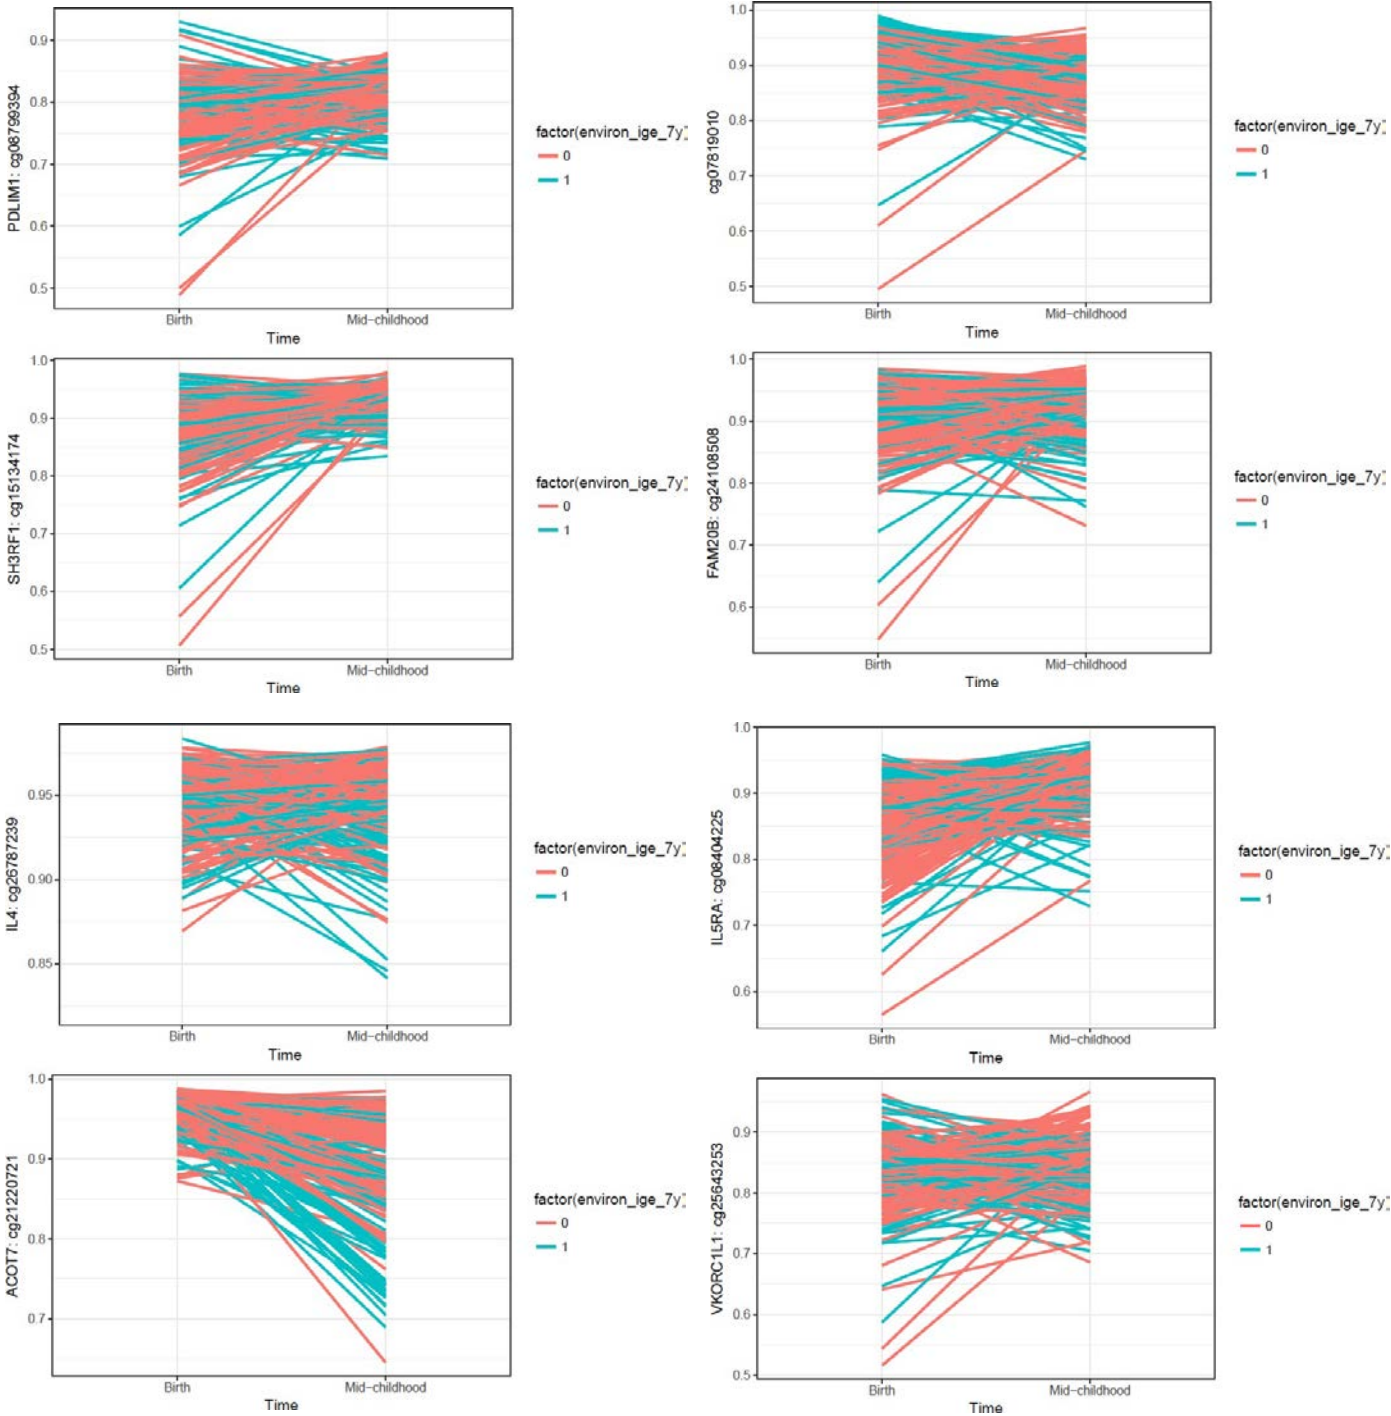 PDLIM1: cg08799394
0.9
0.8
0.7
0.6
0.5
Birth
Mid-childhood
Time
factor(environ_ige_7y)
0
1
cg07819010
1.0
0.9
0.8
0.7
0.6
0.5
Birth
Mid-childhood
Time
factor(environ_ige_7y)
0
1
SH3RF1: cg15134174
1.0
0.9
0.8
0.7
0.6
0.5
Birth
Mid-childhood
Time
factor(environ_ige_7y)
0
1
FAM20B: cg24108508
1.0
0.9
0.8
0.7
0.6
Birth
Mid-childhood
Time
factor(environ_ige_7y)
0
1
IL4: cg26787239
0.95
0.90
0.85
Birth
Mid-childhood
Time
factor(environ_ige_7y)
0
1
IL5RA: cg08404225
1.0
0.9
0.8
0.7
0.6
Birth
Mid-childhood
Time
factor(environ_ige_7y)
0
1
ACOT7: cg21220721
1.0
0.9
0.8
0.7
Birth
Mid-childhood
Time
factor(environ_ige_7y)
0
1
VKORC1L1: cg25643253
0.9
0.8
0.7
0.6
0.5
Birth
Mid-childhood
Time
factor(environ_ige_7y)
0
1